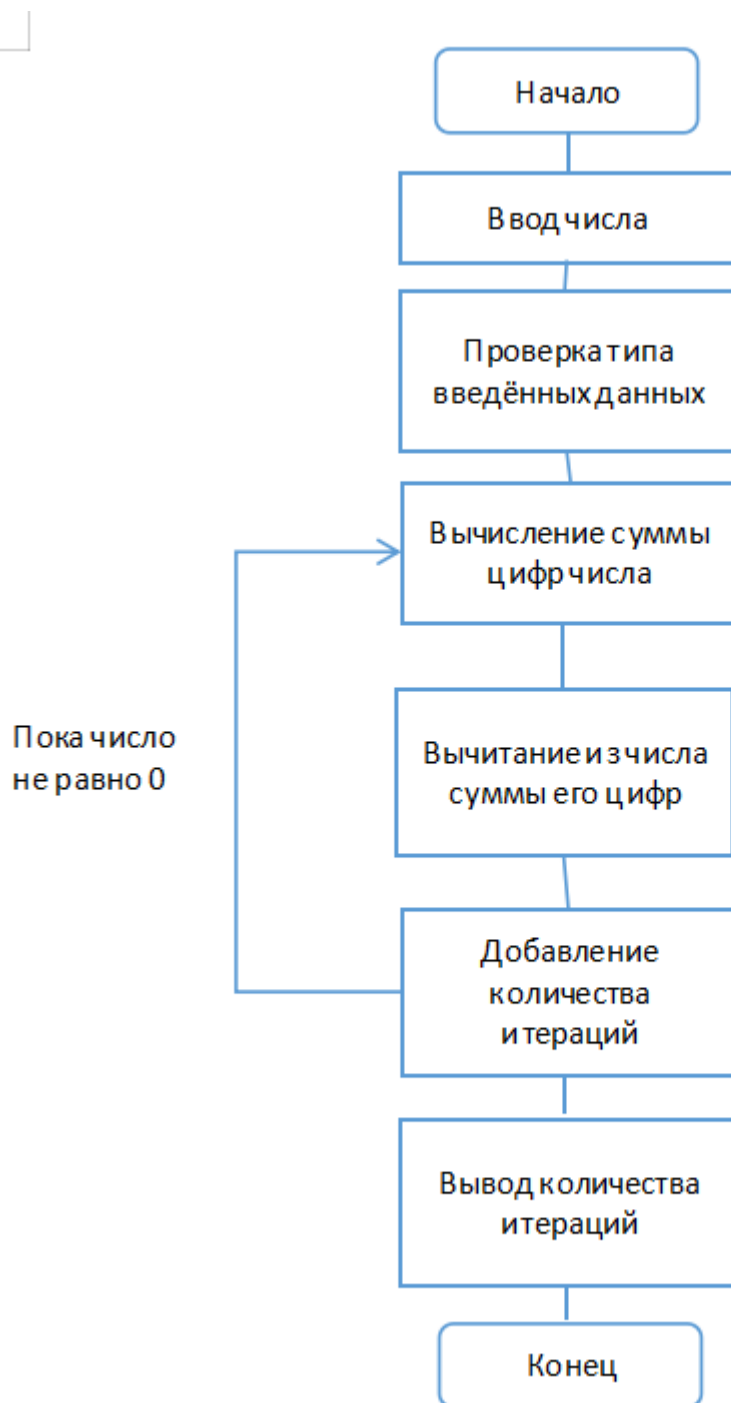 Начало
Ввод числа
Проверка типа
введённых данных
Вычисление суммы
цифр числа
Пока число
не равно 0
Вычитание из числа
суммы его цифр
Добавление
количества
итераций
Вывод количества
итераций
Конец